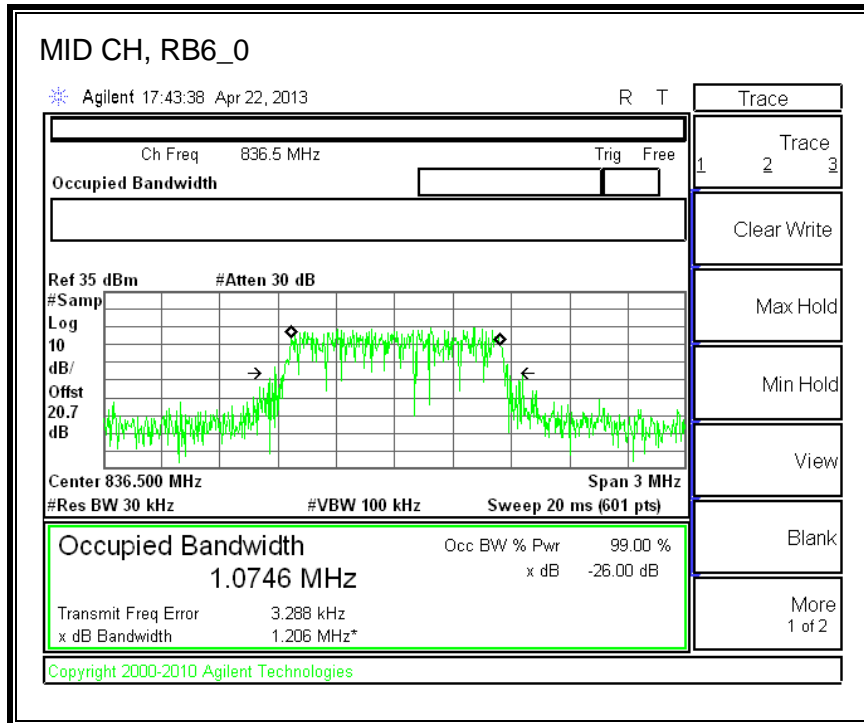 MID CH, RB6_0
Agilent 17:43:38 Apr 22, 2013 R T
Trace
Ch Freq 836.5 MHz Trig Free
Occupied Bandwidth
Trace
1 2 3
Clear Write
Max Hold
Min Hold
View
Blank
More
1 of 2
Ref 35 dBm #Atten 30 dB
#Samp
Log
10
dB/
Offst
20.7
dB
Center 836.500 MHz Span 3 MHz
#Res BW 30 kHz #VBW 100 kHz Sweep 20 ms (601 pts)
Occupied Bandwidth Occ BW % Pwr 99.00 %
1.0746 MHz x dB -26.00 dB
Transmit Freq Error 3.288 kHz
x dB Bandwidth 1.206 MHz*
Copyright 2000-2010 Agilent Technologies